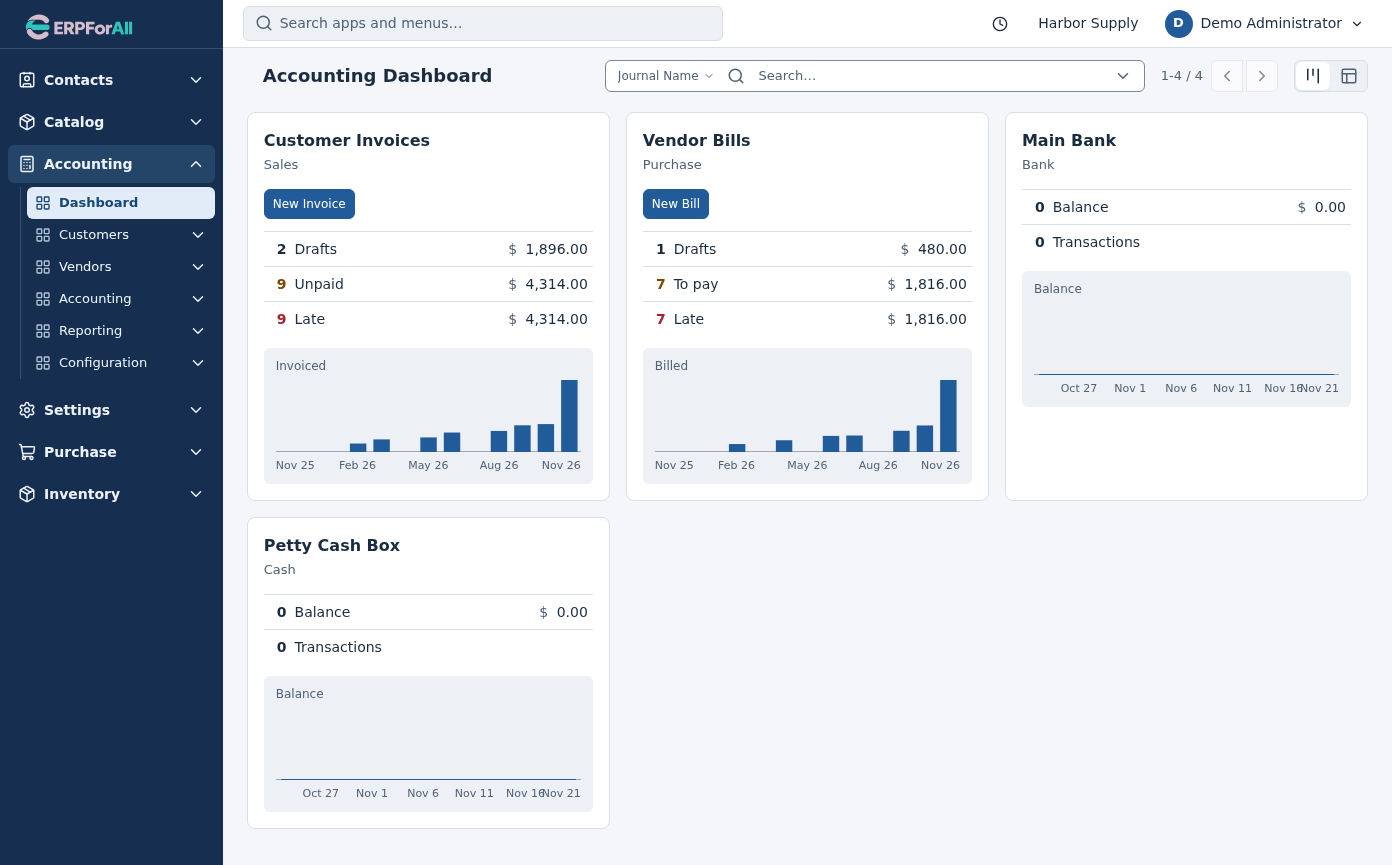 ERPForAll
Search apps and menus...
Harbor Supply
D
Demo Administrator
Contacts
Catalog
Accounting
Dashboard
Customers
Vendors
Accounting
Reporting
Configuration
Settings
Purchase
Inventory
Accounting Dashboard
Journal Name
Search...
1-4 / 4
Customer Invoices
Sales
New Invoice
2 Drafts $ 1,896.00
9 Unpaid $ 4,314.00
9 Late $ 4,314.00
Invoiced
Nov 25 Feb 26 May 26 Aug 26 Nov 26
Vendor Bills
Purchase
New Bill
1 Drafts $ 480.00
7 To pay $ 1,816.00
7 Late $ 1,816.00
Billed
Nov 25 Feb 26 May 26 Aug 26 Nov 26
Main Bank
Bank
0 Balance $ 0.00
0 Transactions
Balance
Oct 27 Nov 1 Nov 6 Nov 11 Nov 16 Nov 21
Petty Cash Box
Cash
0 Balance $ 0.00
0 Transactions
Balance
Oct 27 Nov 1 Nov 6 Nov 11 Nov 16 Nov 21